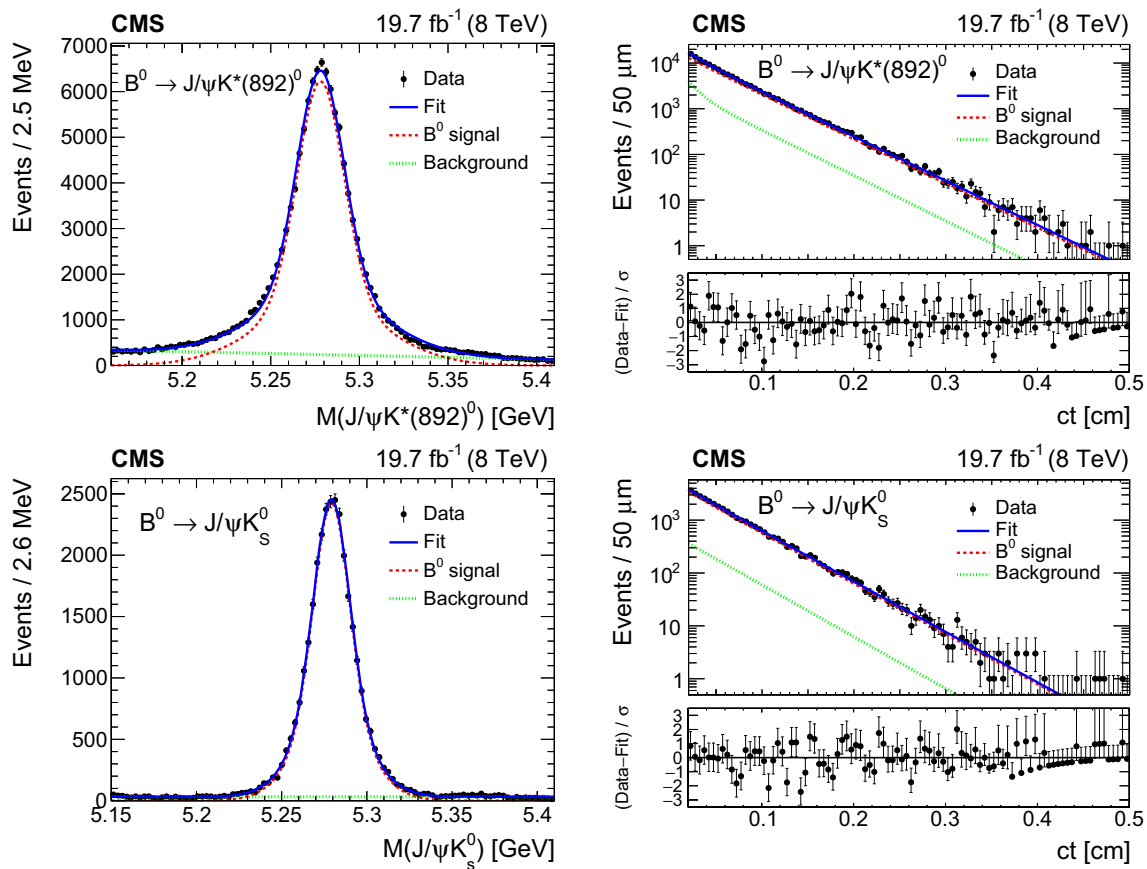 CMS 19.7 fb⁻¹ (8 TeV)
B⁰ → J/ψK*(892)⁰
Data
Fit
B⁰ signal
Background
Events / 2.5 MeV
7000
6000
5000
4000
3000
2000
1000
0
5.2 5.25 5.3 5.35 5.4
M(J/ψK*(892)⁰) [GeV]
CMS 19.7 fb⁻¹ (8 TeV)
B⁰ → J/ψK*(892)⁰
Data
Fit
B⁰ signal
Background
Events / 50 μm
10⁴
10³
10²
10
1
(Data−Fit) / σ
3
2
1
0
−1
−2
−3
0.1 0.2 0.3 0.4 0.5
ct [cm]
CMS 19.7 fb⁻¹ (8 TeV)
B⁰ → J/ψK⁰_S
Data
Fit
B⁰ signal
Background
Events / 2.6 MeV
2500
2000
1500
1000
500
0
5.15 5.2 5.25 5.3 5.35 5.4
M(J/ψK⁰_s) [GeV]
CMS 19.7 fb⁻¹ (8 TeV)
B⁰ → J/ψK⁰_S
Data
Fit
B⁰ signal
Background
Events / 50 μm
10³
10²
10
1
(Data−Fit) / σ
3
2
1
0
−1
−2
−3
0.1 0.2 0.3 0.4 0.5
ct [cm]